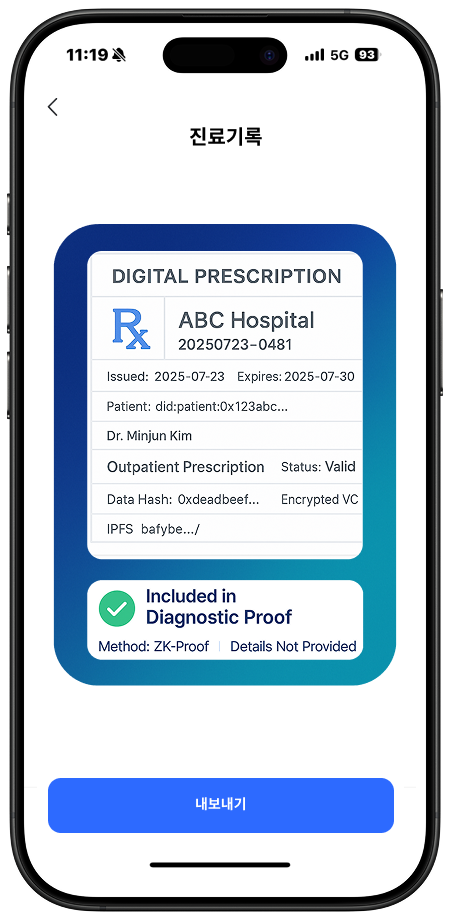 11:19 5G 93
진료기록
DIGITAL PRESCRIPTION
Rx ABC Hospital
20250723-0481
Issued: 2025-07-23 Expires: 2025-07-30
Patient: did:patient:0x123abc...
Dr. Minjun Kim
Outpatient Prescription Status: Valid
Data Hash: 0xdeadbeef... Encrypted VC
IPFS bafybe.../
Included in
Diagnostic Proof
Method: ZK-Proof Details Not Provided
내보내기